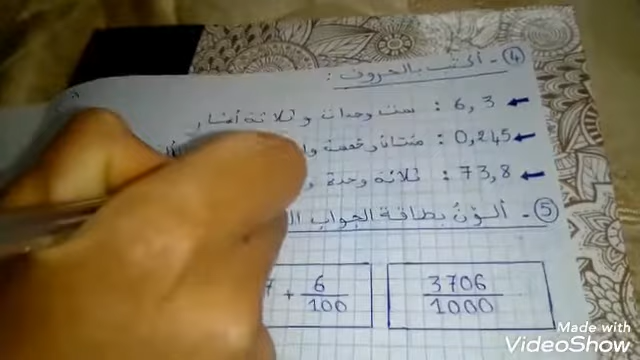 ④ - أكتب بالحروف :
6,3 : ست وحدات و ثلاثة أعشار
0,245 : مئتان و خمسة
73,8 : ثلاثة وحدة و
⑤ - ألون بطاقة الجواب
7 + 6/100
3706/1000
Made with
VideoShow